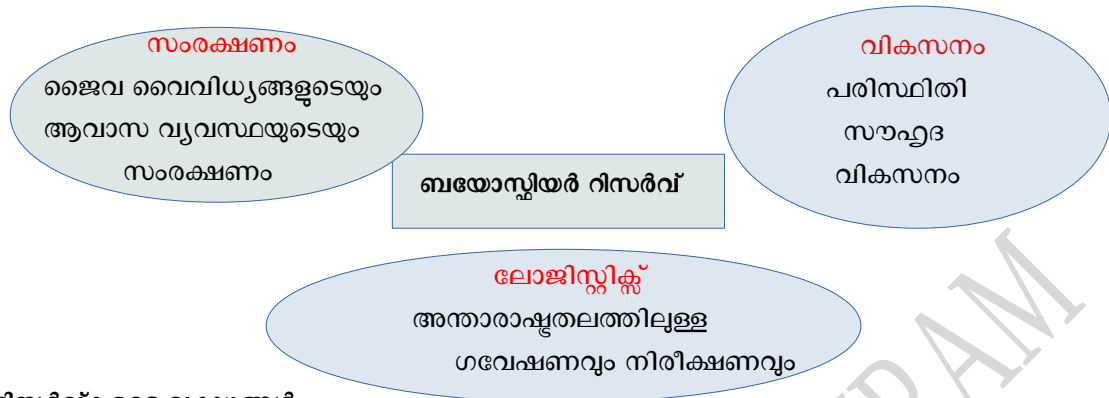 സംരക്ഷണം
ജൈവ വൈവിധ്യങ്ങളുടെയും
ആവാസ വ്യവസ്ഥയുടെയും
സംരക്ഷണം
വികസനം
പരിസ്ഥിതി
സൗഹൃദ
വികസനം
ബയോസ്ഫിയർ റിസർവ്
ലോജിസ്റ്റിക്സ്
അന്താരാഷ്ട്രതലത്തിലുള്ള
ഗവേഷണവും നിരീക്ഷണവും
RAM